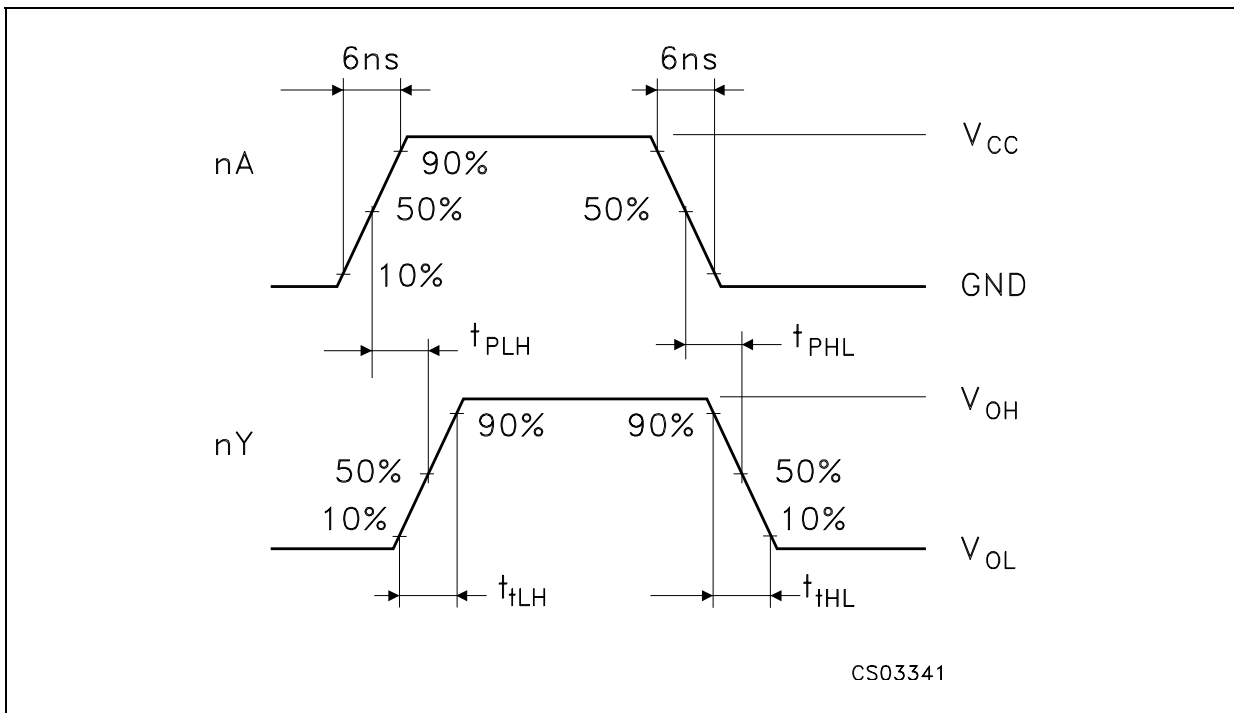 6ns 6ns
V_CC
nA 90%
50% 50%
10%
GND
t_PLH t_PHL
V_OH
90% 90%
nY
50% 50%
10% 10%
V_OL
t_tLH t_tHL
CS03341